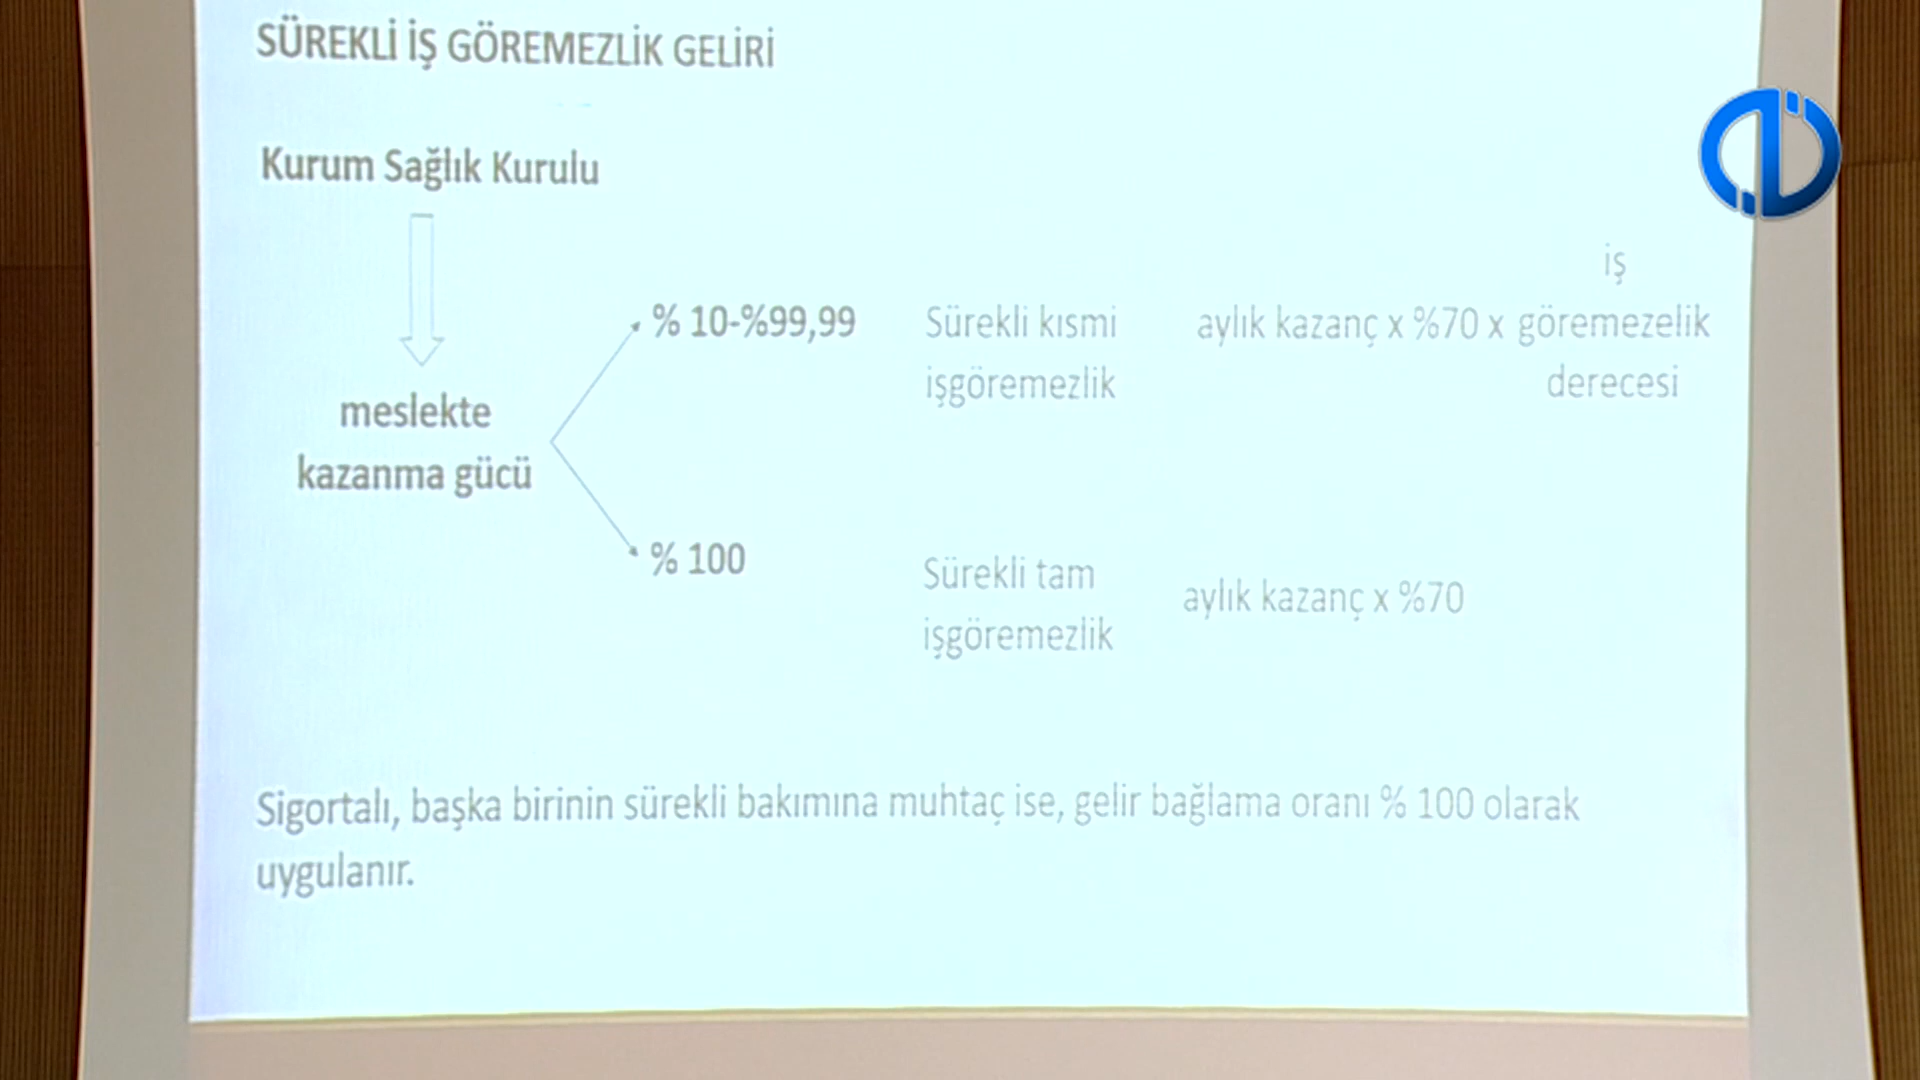 SÜREKLİ İŞ GÖREMEZLİK GELİRİ
Kurum Sağlık Kurulu
meslekte
kazanma gücü
% 10-%99,99
Sürekli kısmi
işgöremezlik
iş
aylık kazanç x %70 x göremezelik
derecesi
% 100
Sürekli tam
işgöremezlik
aylık kazanç x %70
Sigortalı, başka birinin sürekli bakımına muhtaç ise, gelir bağlama oranı % 100 olarak
uygulanır.